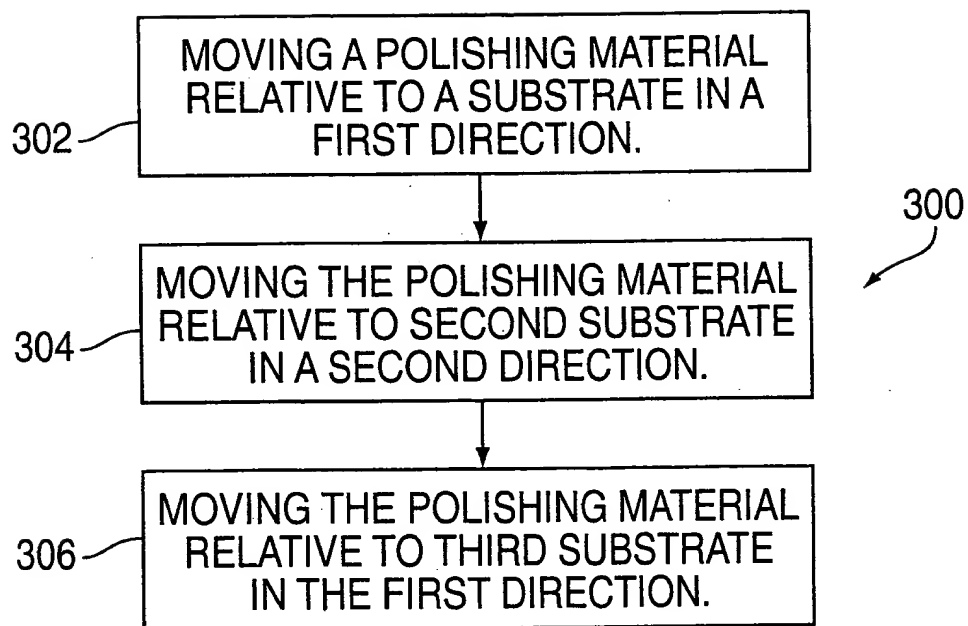 MOVING A POLISHING MATERIAL
RELATIVE TO A SUBSTRATE IN A
FIRST DIRECTION.
302
300
MOVING THE POLISHING MATERIAL
RELATIVE TO SECOND SUBSTRATE
IN A SECOND DIRECTION.
304
MOVING THE POLISHING MATERIAL
RELATIVE TO THIRD SUBSTRATE
IN THE FIRST DIRECTION.
306